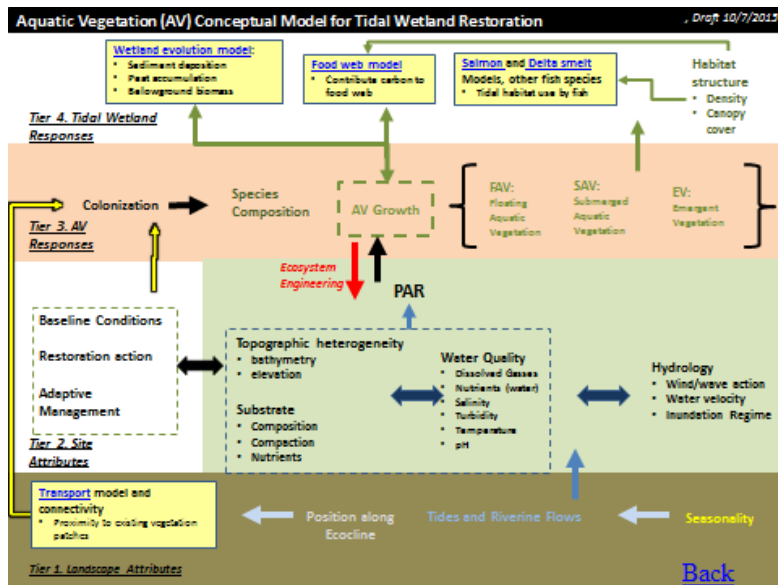 Aquatic Vegetation (AV) Conceptual Model for Tidal Wetland Restoration
, Draft 10/7/2015
Wetland evolution model:
• Sediment deposition
• Peat accumulation
• Belowground biomass
Food web model
• Contribute carbon to
food web
Salmon and Delta smelt
Models, other fish species
• Tidal habitat use by fish
Habitat
structure
• Density
• Canopy
cover
Tier 4. Tidal Wetland
Responses
Colonization
Species
Composition
AV Growth
FAV:
Floating
Aquatic
Vegetation
SAV:
Submerged
Aquatic
Vegetation
EV:
Emergent
Vegetation
Tier 3. AV
Responses
Ecosystem
Engineering
PAR
Baseline Conditions
Restoration action
Adaptive
Management
Topographic heterogeneity
• bathymetry
• elevation
Substrate
• Composition
• Compaction
• Nutrients
Water Quality
• Dissolved Gasses
• Nutrients (water)
• Salinity
• Turbidity
• Temperature
• pH
Hydrology
• Wind/wave action
• Water velocity
• Inundation Regime
Tier 2. Site
Attributes
Transport model and
connectivity
• Proximity to existing vegetation
patches
Position along
Ecocline
Tides and Riverine Flows
Seasonality
Tier 1. Landscape Attributes
Back